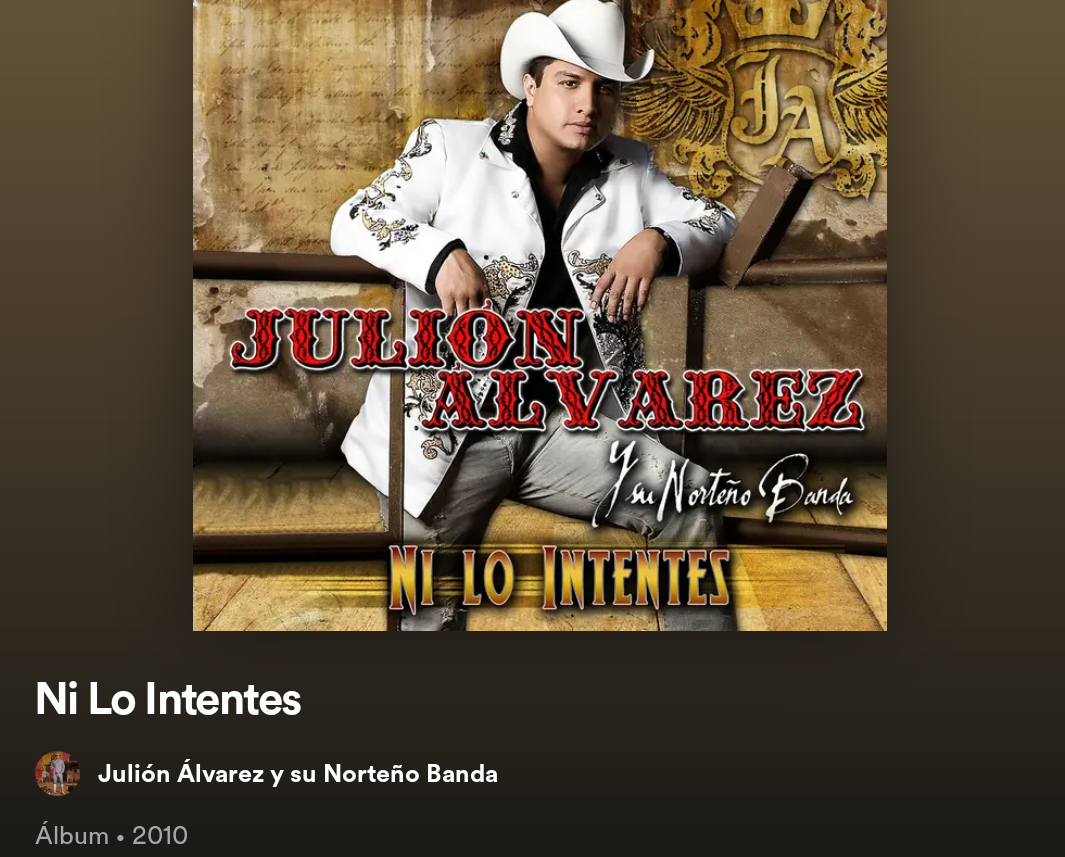 JA
JULIÓN
ÁLVAREZ
Y su Norteño Banda
NI LO INTENTES
Ni Lo Intentes
Julión Álvarez y su Norteño Banda
Álbum • 2010